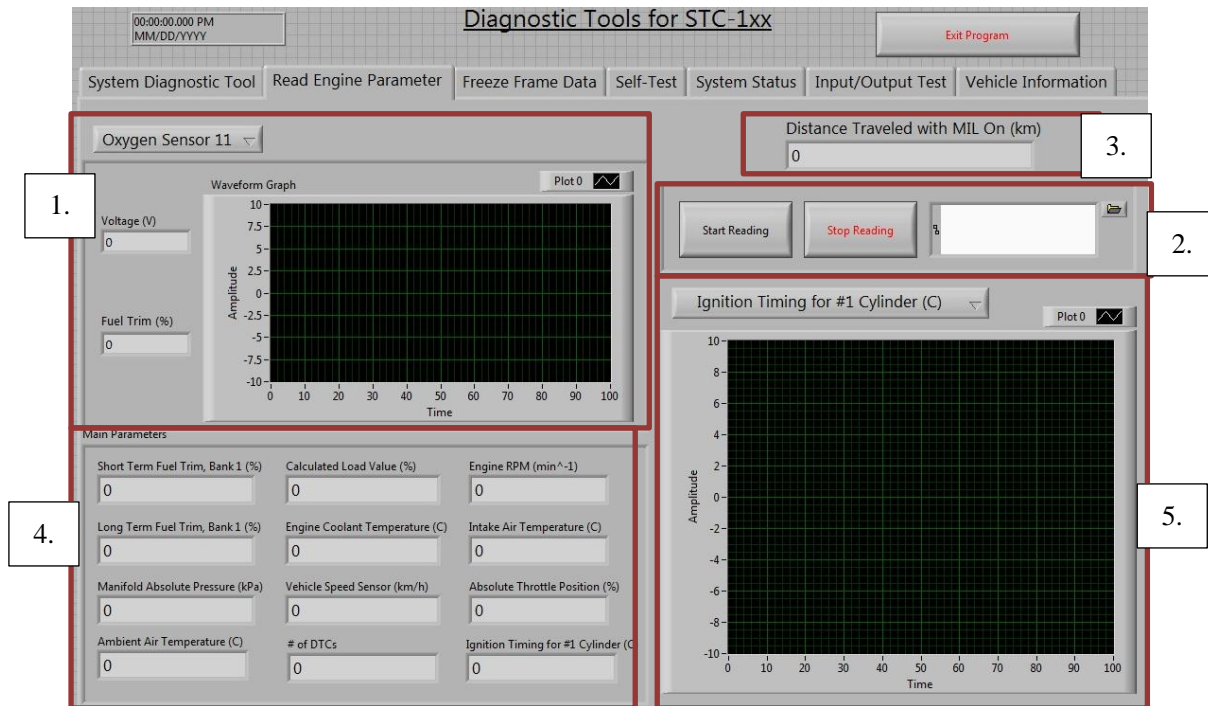 00:00:00.000 PM
MM/DD/YYYY
Diagnostic Tools for STC-1xx
Exit Program
System Diagnostic Tool
Read Engine Parameter
Freeze Frame Data
Self-Test
System Status
Input/Output Test
Vehicle Information
1.
Oxygen Sensor 11
Voltage (V)
0
Fuel Trim (%)
0
Waveform Graph
Plot 0
Amplitude
10
7.5
5
2.5
0
-2.5
-5
-7.5
-10
0 10 20 30 40 50 60 70 80 90 100
Time
Distance Traveled with MIL On (km)
0
3.
Start Reading
Stop Reading
2.
4.
Main Parameters
Short Term Fuel Trim, Bank 1 (%)
0
Calculated Load Value (%)
0
Engine RPM (min^-1)
0
Long Term Fuel Trim, Bank 1 (%)
0
Engine Coolant Temperature (C)
0
Intake Air Temperature (C)
0
Manifold Absolute Pressure (kPa)
0
Vehicle Speed Sensor (km/h)
0
Absolute Throttle Position (%)
0
Ambient Air Temperature (C)
0
# of DTCs
0
Ignition Timing for #1 Cylinder (C
0
Ignition Timing for #1 Cylinder (C)
Plot 0
Amplitude
10
8
6
4
2
0
-2
-4
-6
-8
-10
0 10 20 30 40 50 60 70 80 90 100
Time
5.